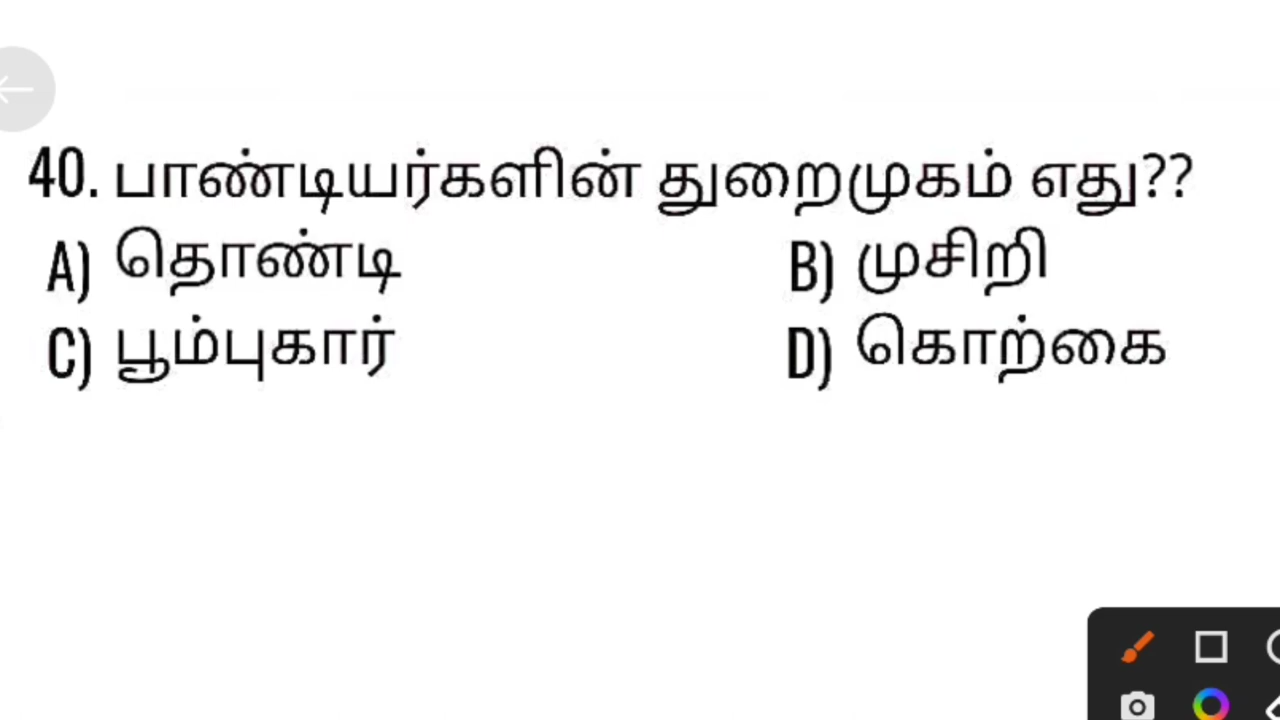 40. பாண்டியர்களின் துறைமுகம் எது??
A) தொண்டி B) முசிறி
C) பூம்புகார் D) கொற்கை